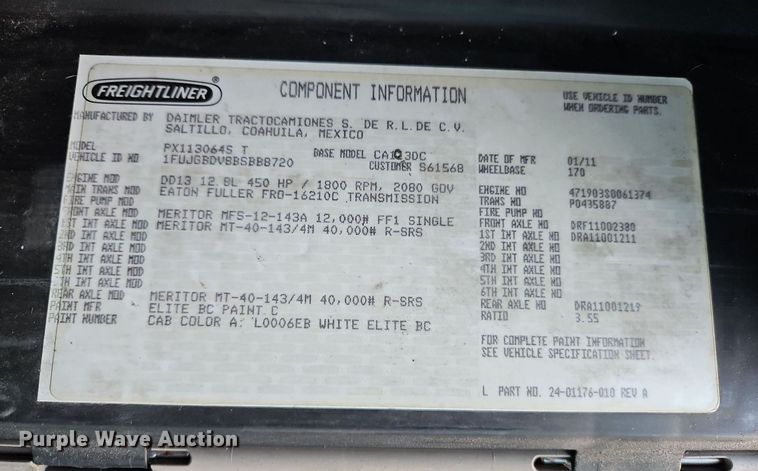 FREIGHTLINER ®
COMPONENT INFORMATION
USE VEHICLE ID NUMBER
WHEN ORDERING PARTS.
MANUFACTURED BY DAIMLER TRACTOCAMIONES S. DE R.L.DE C.V.
SALTILLO, COAHUILA, MEXICO
MODEL PX113064S T BASE MODEL CA113DC DATE OF MFR 01/11
1FUJGBDV8BSBBB720 CUSTOMER 861568 WHEELBASE 170
ENGINE MOD DD13 12.8L 450 HP / 1800 RPM, 2080 GOV ENGINE NO 471903S0061374
MAIN TRANS MOD EATON FULLER FRO-16210C TRANSMISSION TRANS NO P0435887
FIRE PUMP MOD FIRE PUMP NO
FRONT AXLE MOD MERITOR MFS-12-143A 12,000# FF1 SINGLE FRONT AXLE NO DRF11002380
1ST INT AXLE MOD MERITOR MT-40-143/4M 40,000# R-SRS 1ST INT AXLE NO DRA11001211
2ND INT AXLE MOD 2ND INT AXLE NO
3RD INT AXLE MOD 3RD INT AXLE NO
4TH INT AXLE MOD 4TH INT AXLE NO
5TH INT AXLE MOD 5TH INT AXLE NO
6TH INT AXLE MOD 6TH INT AXLE NO
REAR AXLE MOD MERITOR MT-40-143/4M 40,000# R-SRS REAR AXLE NO DRA11001219
PAINT MFR ELITE BC PAINT C RATIO 3.55
PAINT NUMBER CAB COLOR A: L0006EB WHITE ELITE BC
FOR COMPLETE PAINT INFORMATION
SEE VEHICLE SPECIFICATION SHEET.
L PART NO. 24-01176-010 REV A
Purple Wave Auction